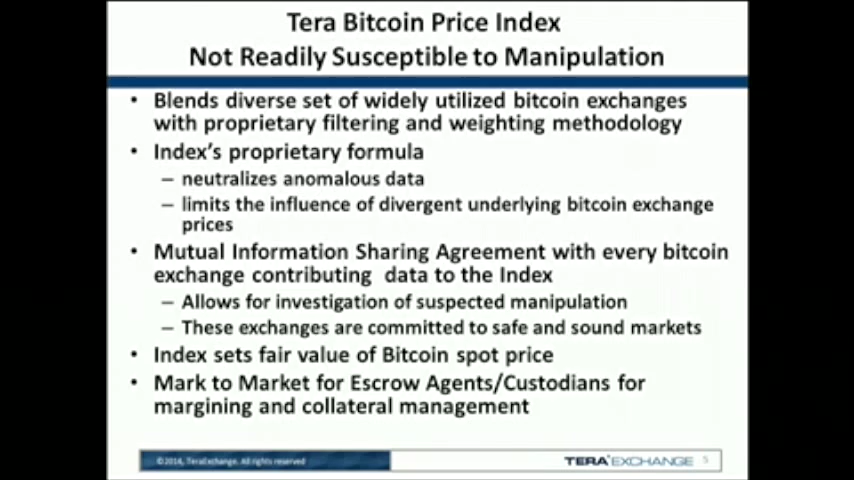 Tera Bitcoin Price Index
Not Readily Susceptible to Manipulation
• Blends diverse set of widely utilized bitcoin exchanges
with proprietary filtering and weighting methodology
• Index's proprietary formula
– neutralizes anomalous data
– limits the influence of divergent underlying bitcoin exchange
prices
• Mutual Information Sharing Agreement with every bitcoin
exchange contributing data to the Index
– Allows for investigation of suspected manipulation
– These exchanges are committed to safe and sound markets
• Index sets fair value of Bitcoin spot price
• Mark to Market for Escrow Agents/Custodians for
margining and collateral management
©2014, TeraExchange. All rights reserved
TERA EXCHANGE 5